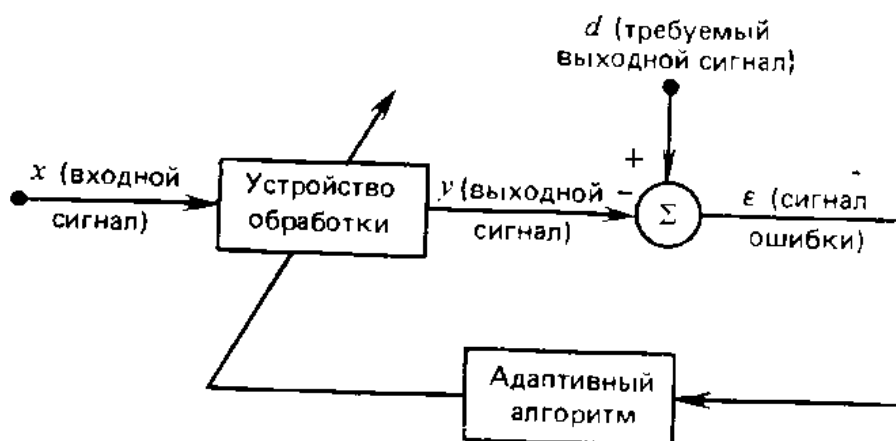 d (требуемый
выходной сигнал)
x (входной
сигнал)
Устройство
обработки
y (выходной
сигнал)
+
-
Σ
ε (сигнал
ошибки)
Адаптивный
алгоритм